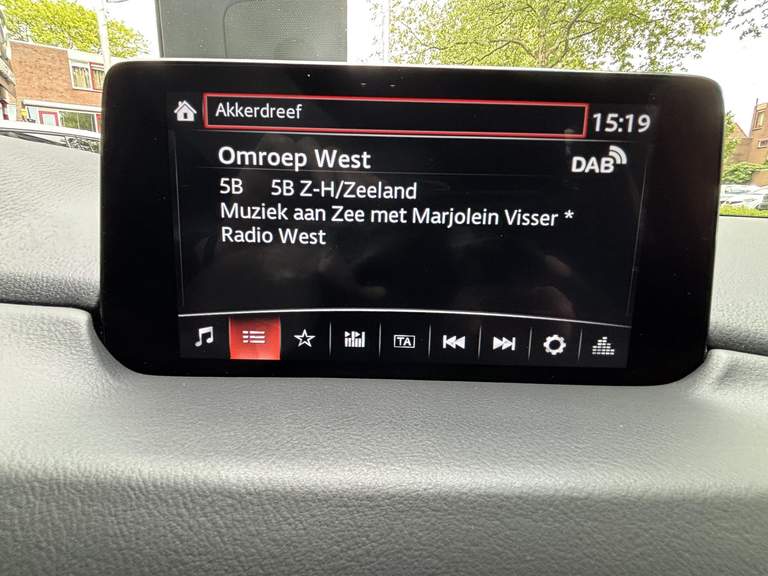 Akkerdreef
15:19
Omroep West
DAB
5B 5B Z-H/Zeeland
Muziek aan Zee met Marjolein Visser *
Radio West
TA